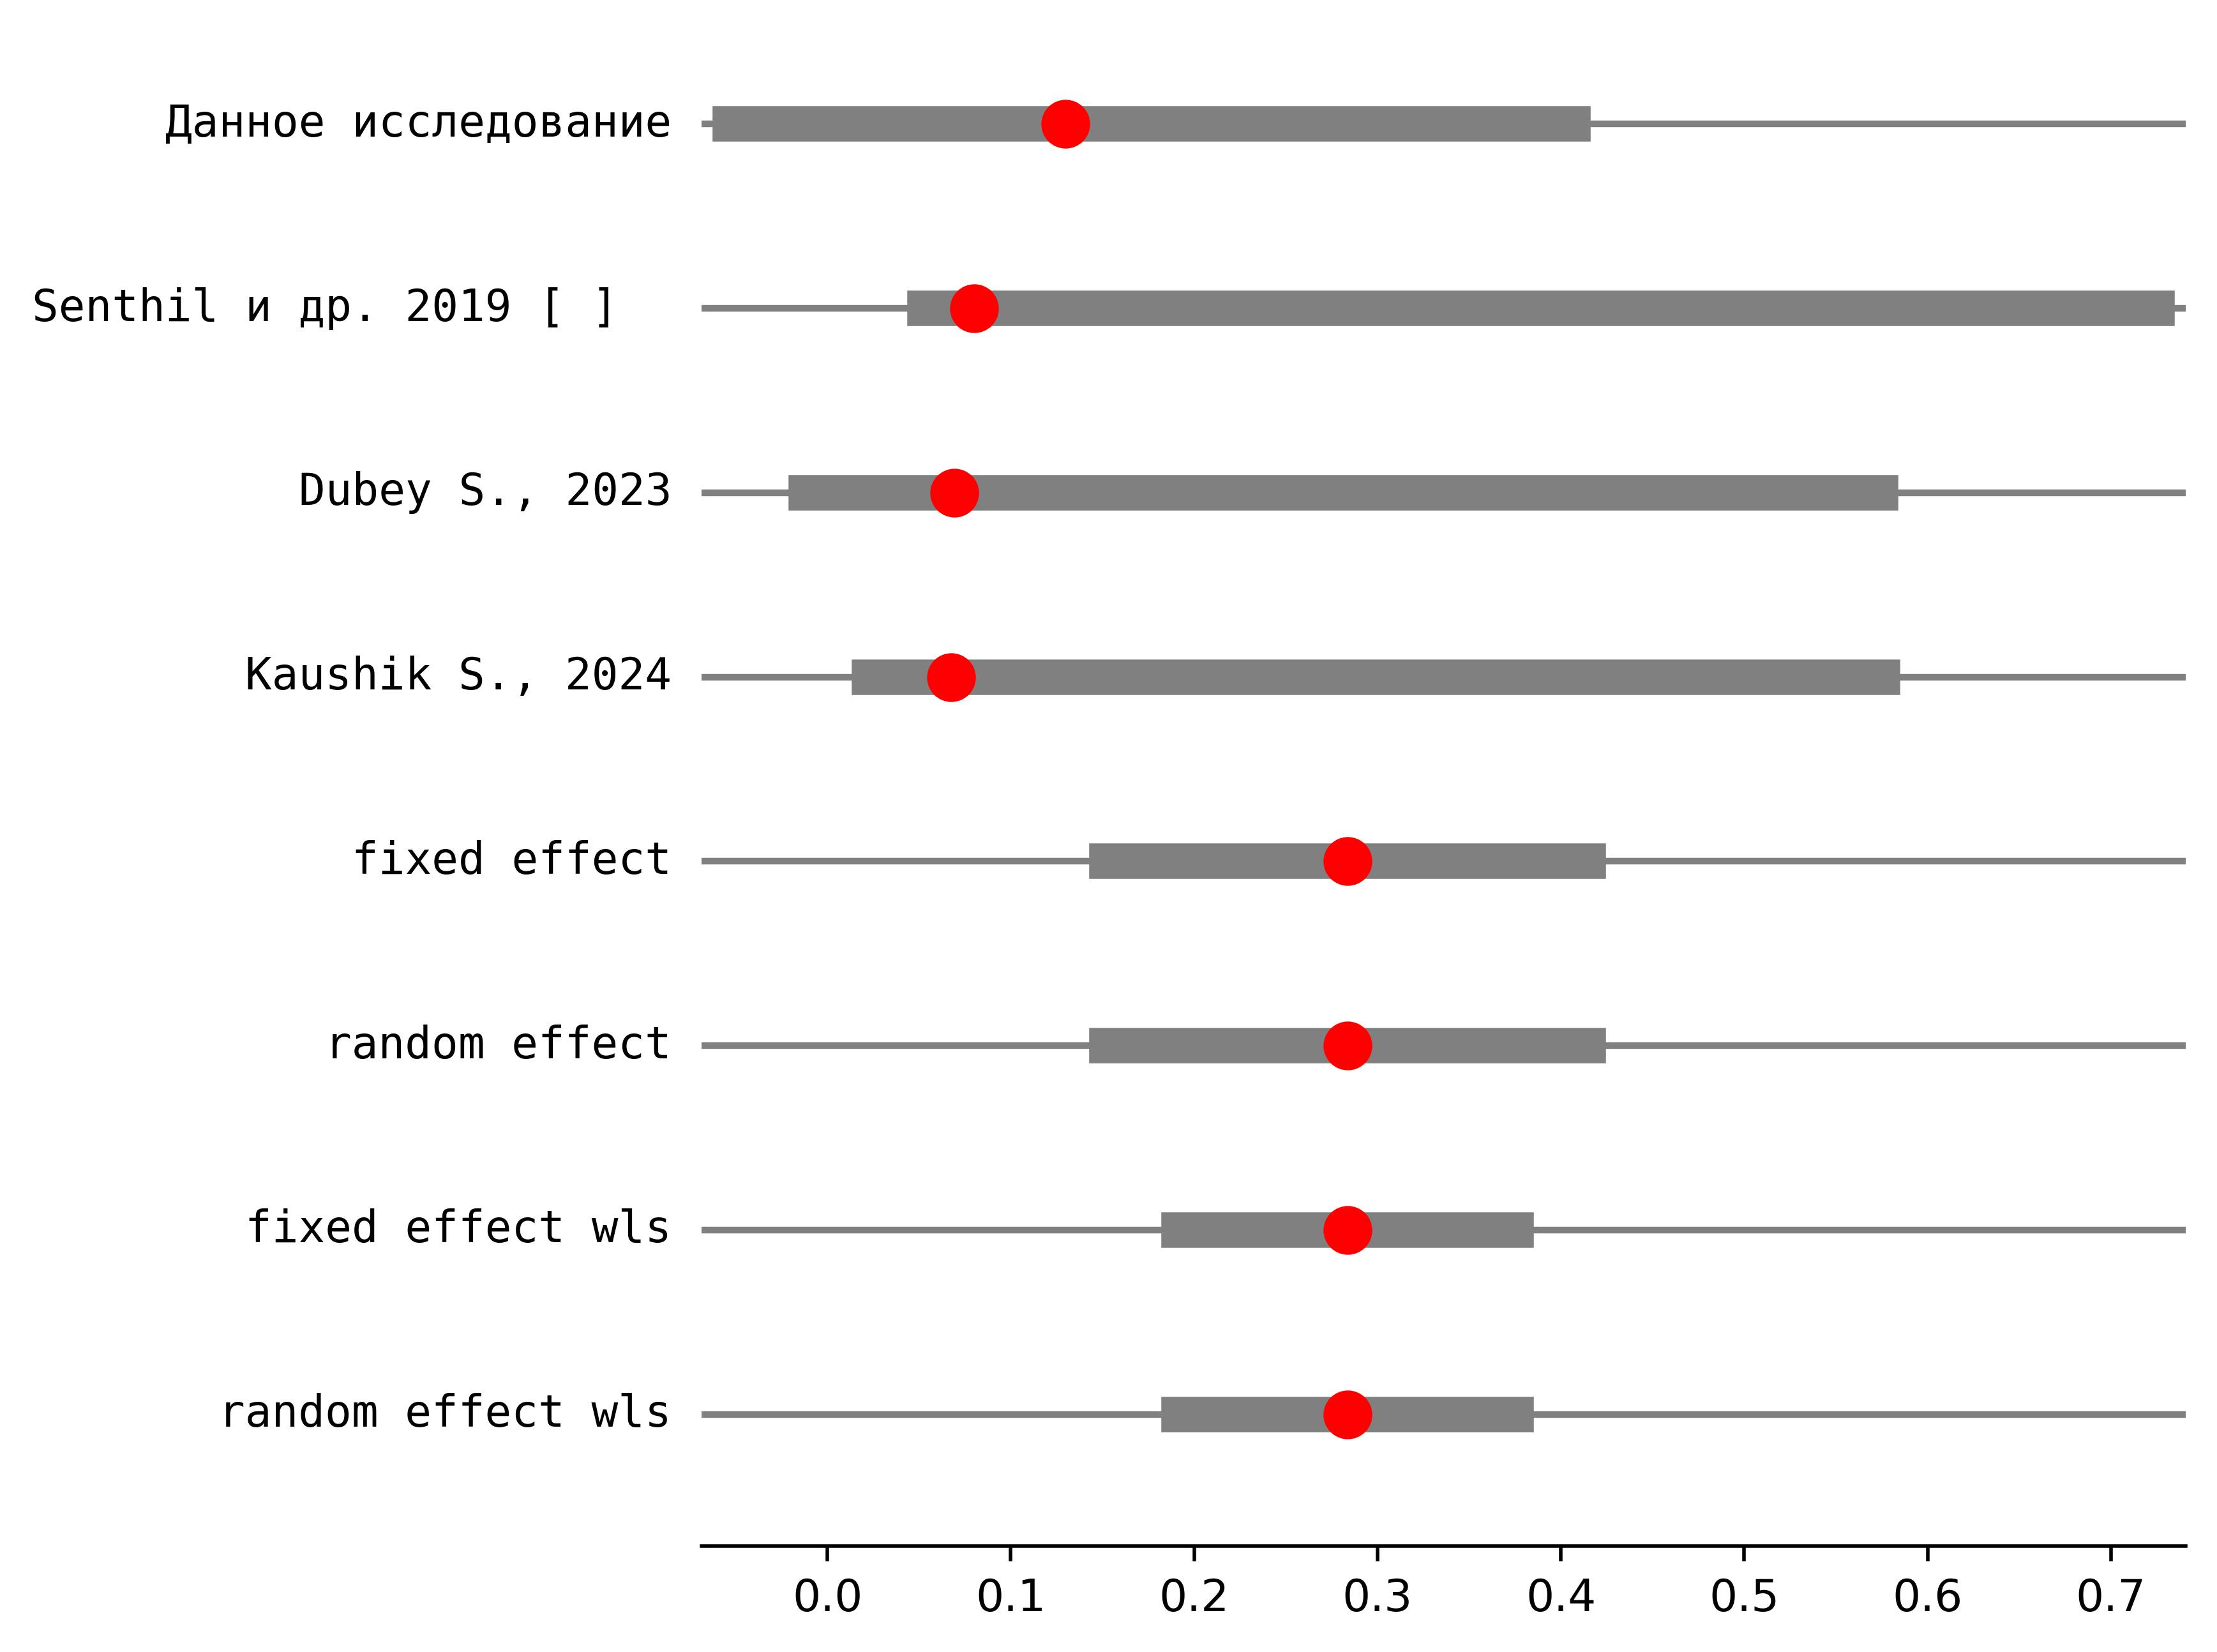 Данное исследование
Senthil и др. 2019 [ ]
Dubey S., 2023
Kaushik S., 2024
fixed effect
random effect
fixed effect wls
random effect wls
0.0 0.1 0.2 0.3 0.4 0.5 0.6 0.7